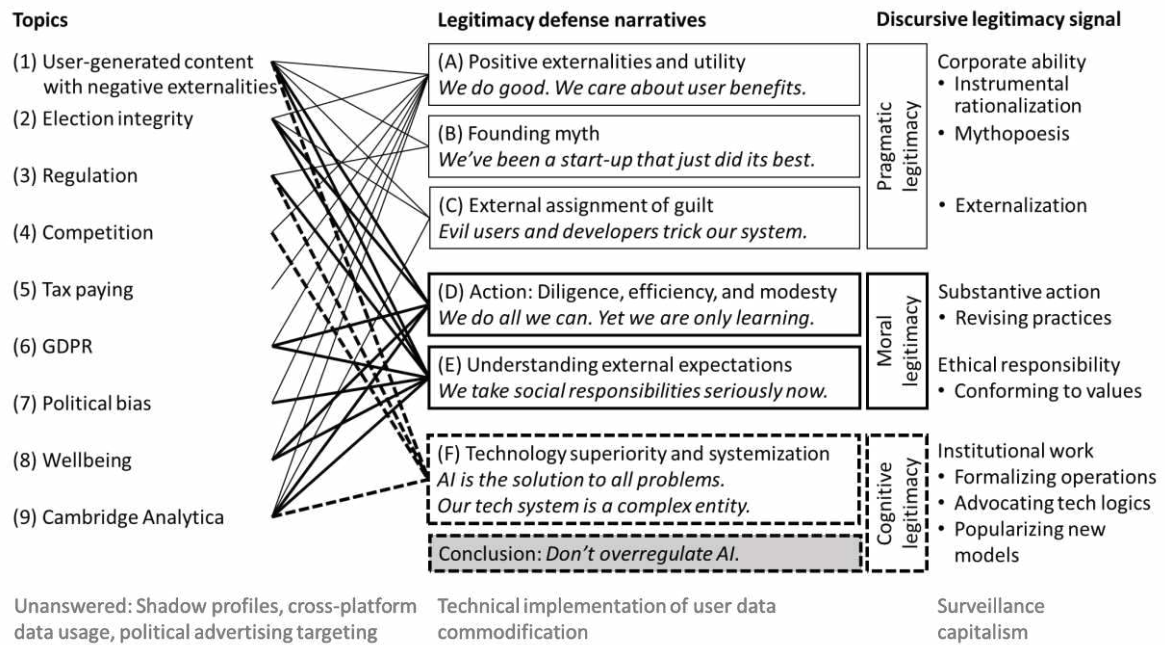 Topics
(1) User-generated content
with negative externalities
(2) Election integrity
(3) Regulation
(4) Competition
(5) Tax paying
(6) GDPR
(7) Political bias
(8) Wellbeing
(9) Cambridge Analytica
Unanswered: Shadow profiles, cross-platform
data usage, political advertising targeting
Legitimacy defense narratives
(A) Positive externalities and utility
We do good. We care about user benefits.
(B) Founding myth
We've been a start-up that just did its best.
(C) External assignment of guilt
Evil users and developers trick our system.
(D) Action: Diligence, efficiency, and modesty
We do all we can. Yet we are only learning.
(E) Understanding external expectations
We take social responsibilities seriously now.
(F) Technology superiority and systemization
AI is the solution to all problems.
Our tech system is a complex entity.
Conclusion: Don't overregulate AI.
Technical implementation of user data
commodification
Discursive legitimacy signal
Pragmatic
legitimacy
Corporate ability
• Instrumental
rationalization
• Mythopoesis
• Externalization
Moral
legitimacy
Substantive action
• Revising practices
Ethical responsibility
• Conforming to values
Cognitive
legitimacy
Institutional work
• Formalizing operations
• Advocating tech logics
• Popularizing new
models
Surveillance
capitalism